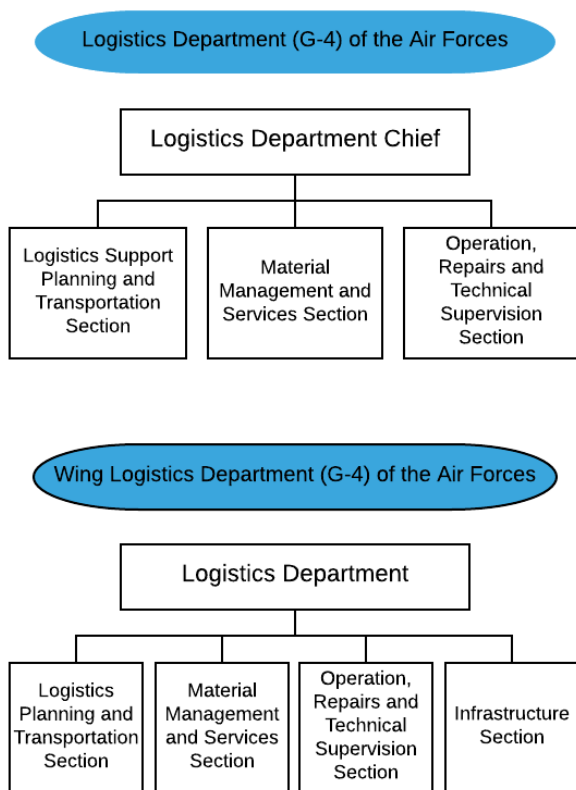 Logistics Department (G-4) of the Air Forces
Logistics Department Chief
Logistics Support
Planning and
Transportation
Section
Material
Management and
Services Section
Operation,
Repairs and
Technical
Supervision
Section
Wing Logistics Department (G-4) of the Air Forces
Logistics Department
Logistics
Planning and
Transportation
Section
Material
Management
and Services
Section
Operation,
Repairs and
Technical
Supervision
Section
Infrastructure
Section